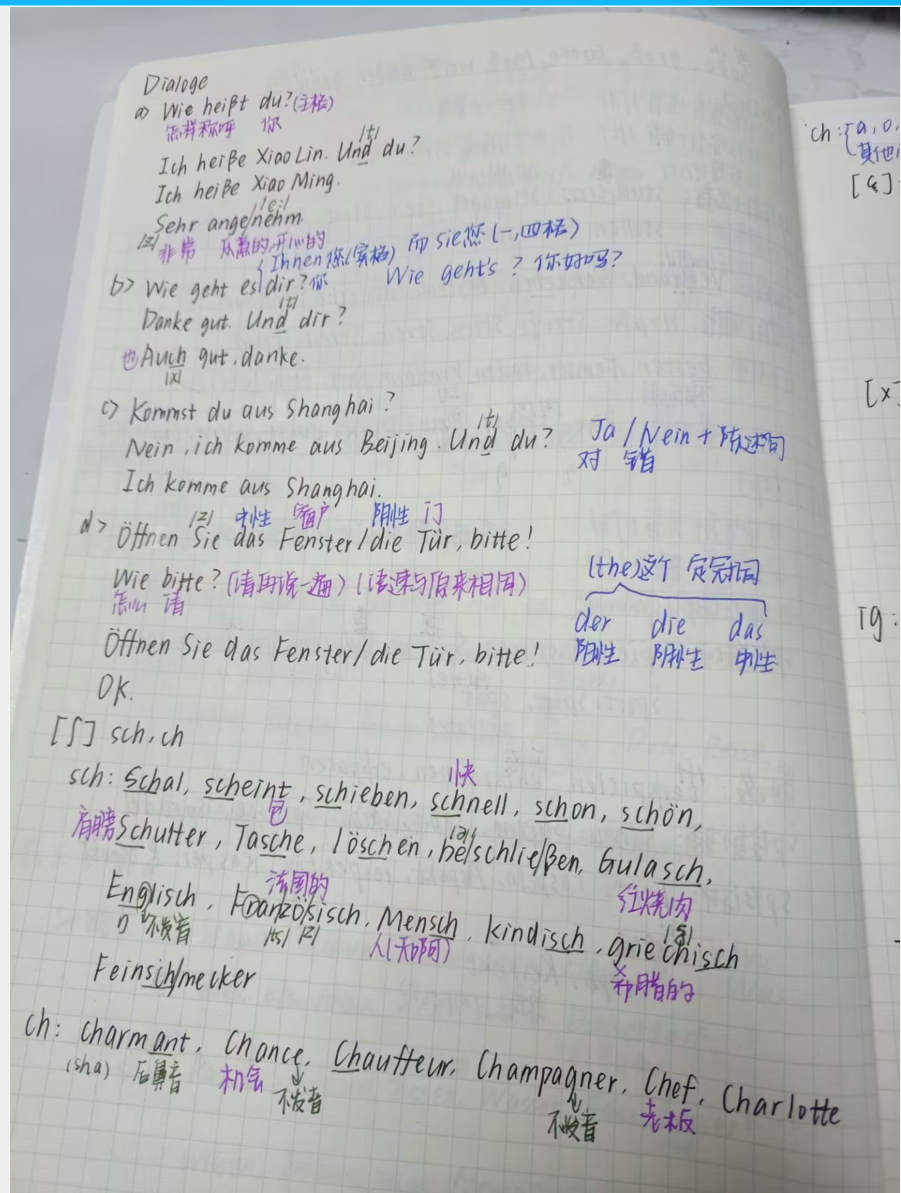 Dialoge
a) Wie heißt du?(主格)
怎样称呼 你
/t/
Ich heiße Xiao Lin. Und du?
Ich heiße Xiao Ming.
/e:/
Sehr angenehm
/z/ 非常 开心的
Ihnen 您(宾格) 而 sie您(一,四格)
b) Wie geht es dir?你 Wie geht's ? 你好吗?
/t/
Danke gut. Und dir?
也 Auch gut, danke.
/x/
c) Kommst du aus Shanghai?
/t/
Nein, ich komme aus Beijing. Und du? Ja / Nein + 陈述句
对 错
Ich komme aus Shanghai.
/z/ 中性 窗户 阴性 门
d) Öffnen Sie das Fenster/die Tür, bitte!
Wie bitte? (请再说一遍) (语速与原来相同) (the)这个 定冠词
怎么 请
der die das
阳性 阴性 中性
Öffnen Sie das Fenster/die Tür, bitte!
OK.
[ʃ] sch, ch
快
sch: Schal, scheint, schieben, schnell, schon, schön,
包
肩膀 Schulter, Tasche, löschen, beschließen, Gulasch,
法国的 红烧肉
Englisch, Französisch, Mensch, kindisch, griechisch
ŋ 不发音 /ts/ /z/ 人(天啊) /ç/
希腊的
Feinschmecker
ch: charmant, Chance, Chauffeur, Champagner, Chef, Charlotte
(sha) 后鼻音 机会 不发音 不发音 老板
ch: a, o,
其他
[ç]
[x]
ig: